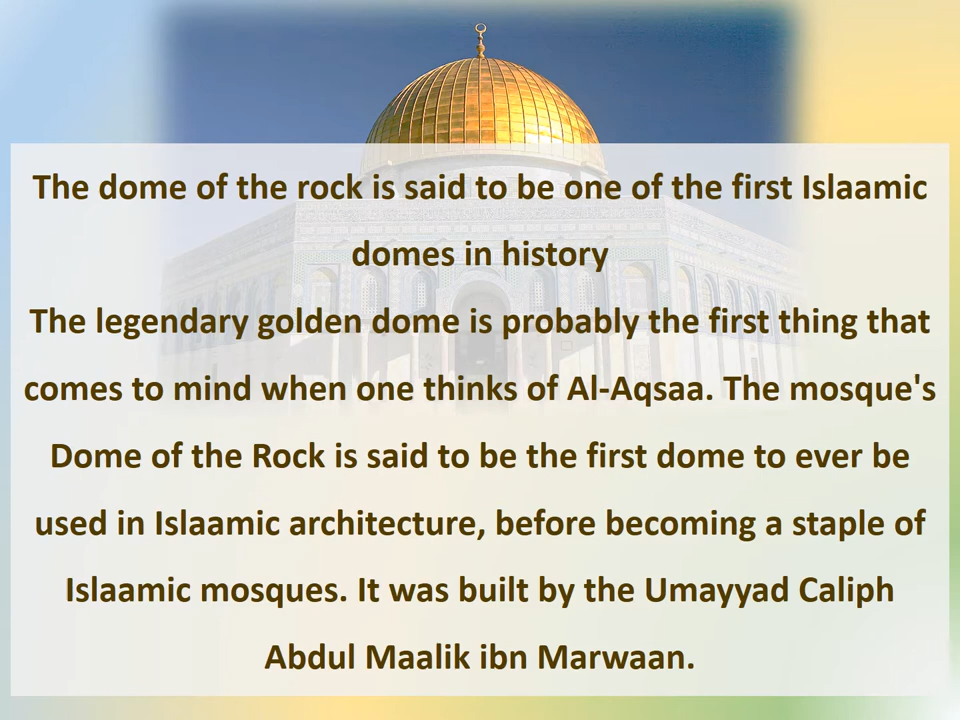 The dome of the rock is said to be one of the first Islaamic
domes in history
The legendary golden dome is probably the first thing that
comes to mind when one thinks of Al-Aqsaa. The mosque's
Dome of the Rock is said to be the first dome to ever be
used in Islaamic architecture, before becoming a staple of
Islaamic mosques. It was built by the Umayyad Caliph
Abdul Maalik ibn Marwaan.